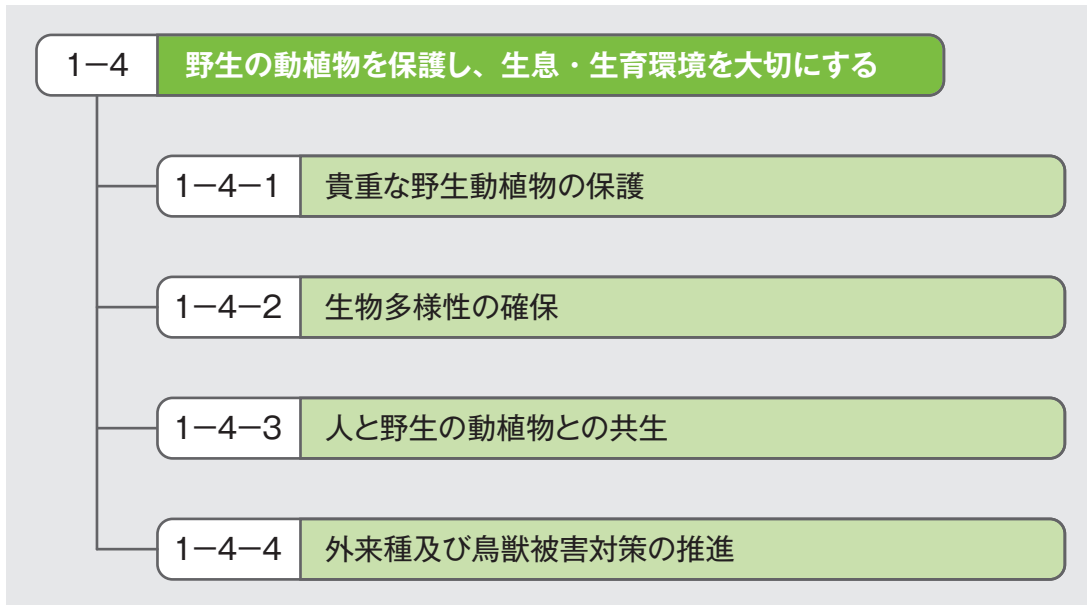 1−4 野生の動植物を保護し、生息・生育環境を大切にする
1−4−1 貴重な野生動植物の保護
1−4−2 生物多様性の確保
1−4−3 人と野生の動植物との共生
1−4−4 外来種及び鳥獣被害対策の推進